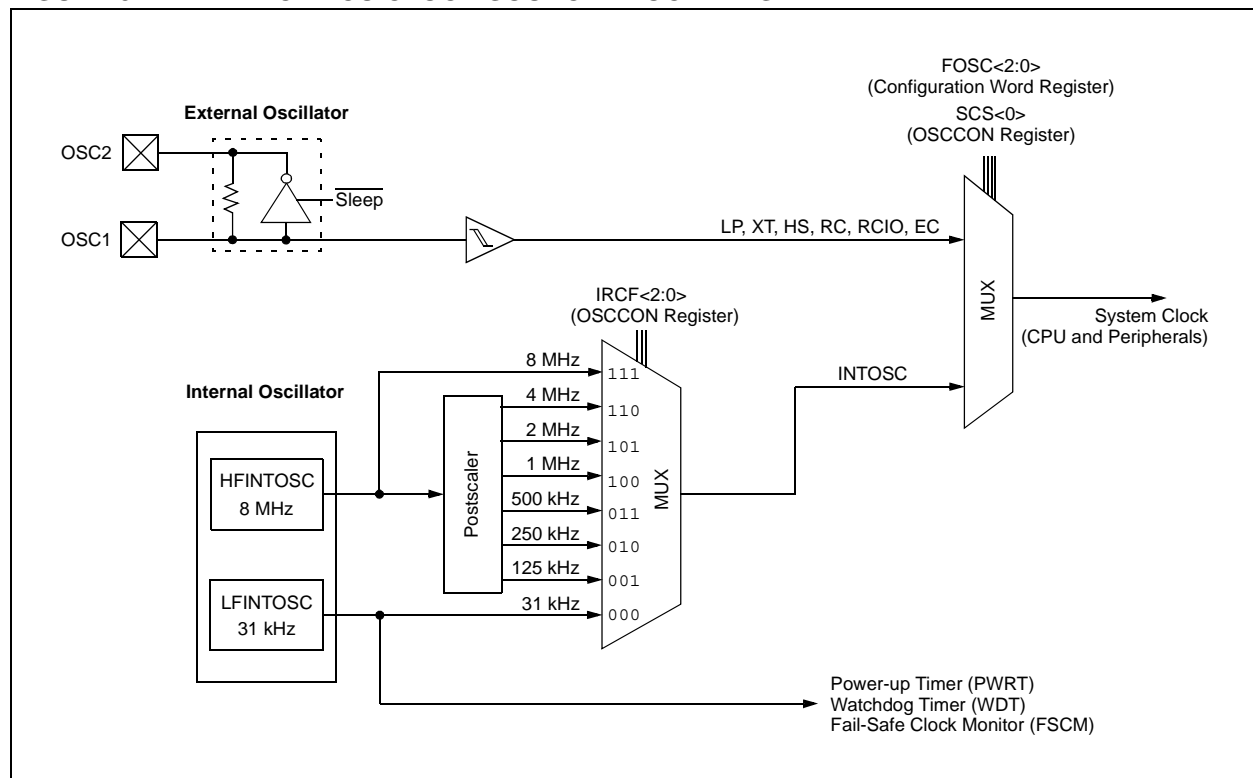 FOSC<2:0>
(Configuration Word Register)
SCS<0>
(OSCCON Register)
External Oscillator
OSC2
Sleep
OSC1
LP, XT, HS, RC, RCIO, EC
IRCF<2:0>
(OSCCON Register)
MUX
System Clock
(CPU and Peripherals)
8 MHz
111
INTOSC
Internal Oscillator
4 MHz
110
2 MHz
101
1 MHz
100
HFINTOSC
8 MHz
Postscaler
MUX
500 kHz
011
250 kHz
010
125 kHz
001
LFINTOSC
31 kHz
31 kHz
000
Power-up Timer (PWRT)
Watchdog Timer (WDT)
Fail-Safe Clock Monitor (FSCM)